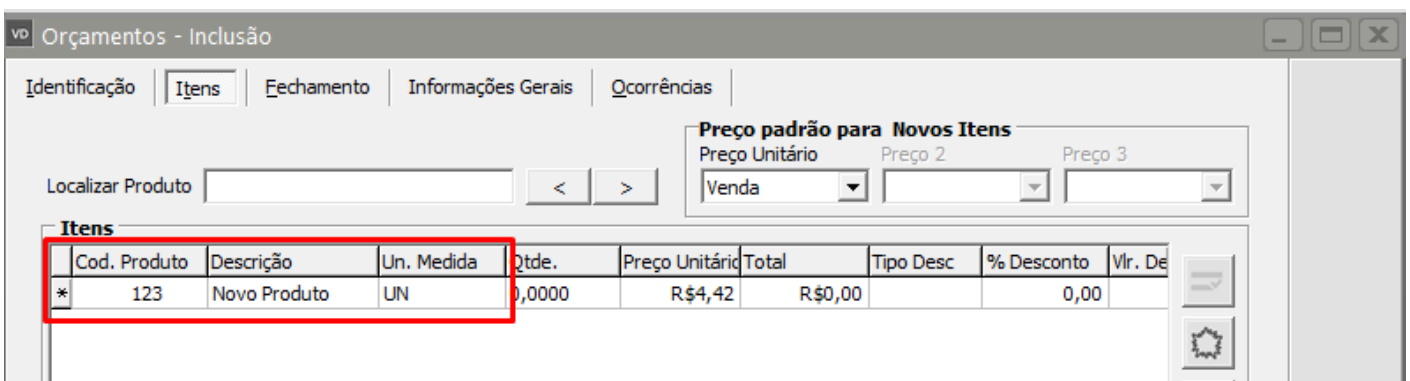 VD Orçamentos - Inclusão
Identificação Itens Fechamento Informações Gerais Ocorrências
Preço padrão para Novos Itens
Preço Unitário Preço 2 Preço 3
Localizar Produto < > Venda
Itens
Cod. Produto Descrição Un. Medida Qtde. Preço Unitário Total Tipo Desc % Desconto Vlr. De
* 123 Novo Produto UN 0,0000 R$4,42 R$0,00 0,00